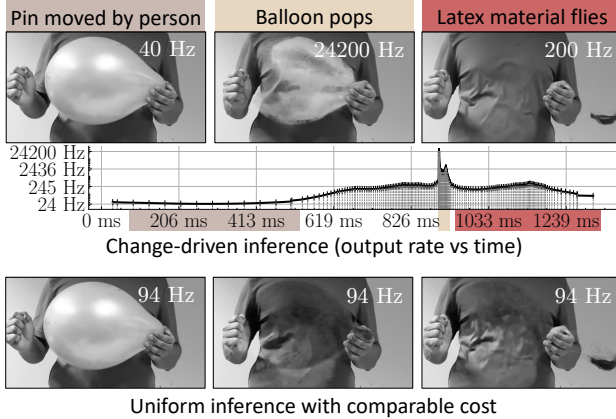 Pin moved by person Balloon pops Latex material flies
40 Hz 24200 Hz 200 Hz
24200 Hz
2436 Hz
245 Hz
24 Hz
0 ms 206 ms 413 ms 619 ms 826 ms 1033 ms 1239 ms
Change-driven inference (output rate vs time)
94 Hz 94 Hz 94 Hz
Uniform inference with comparable cost